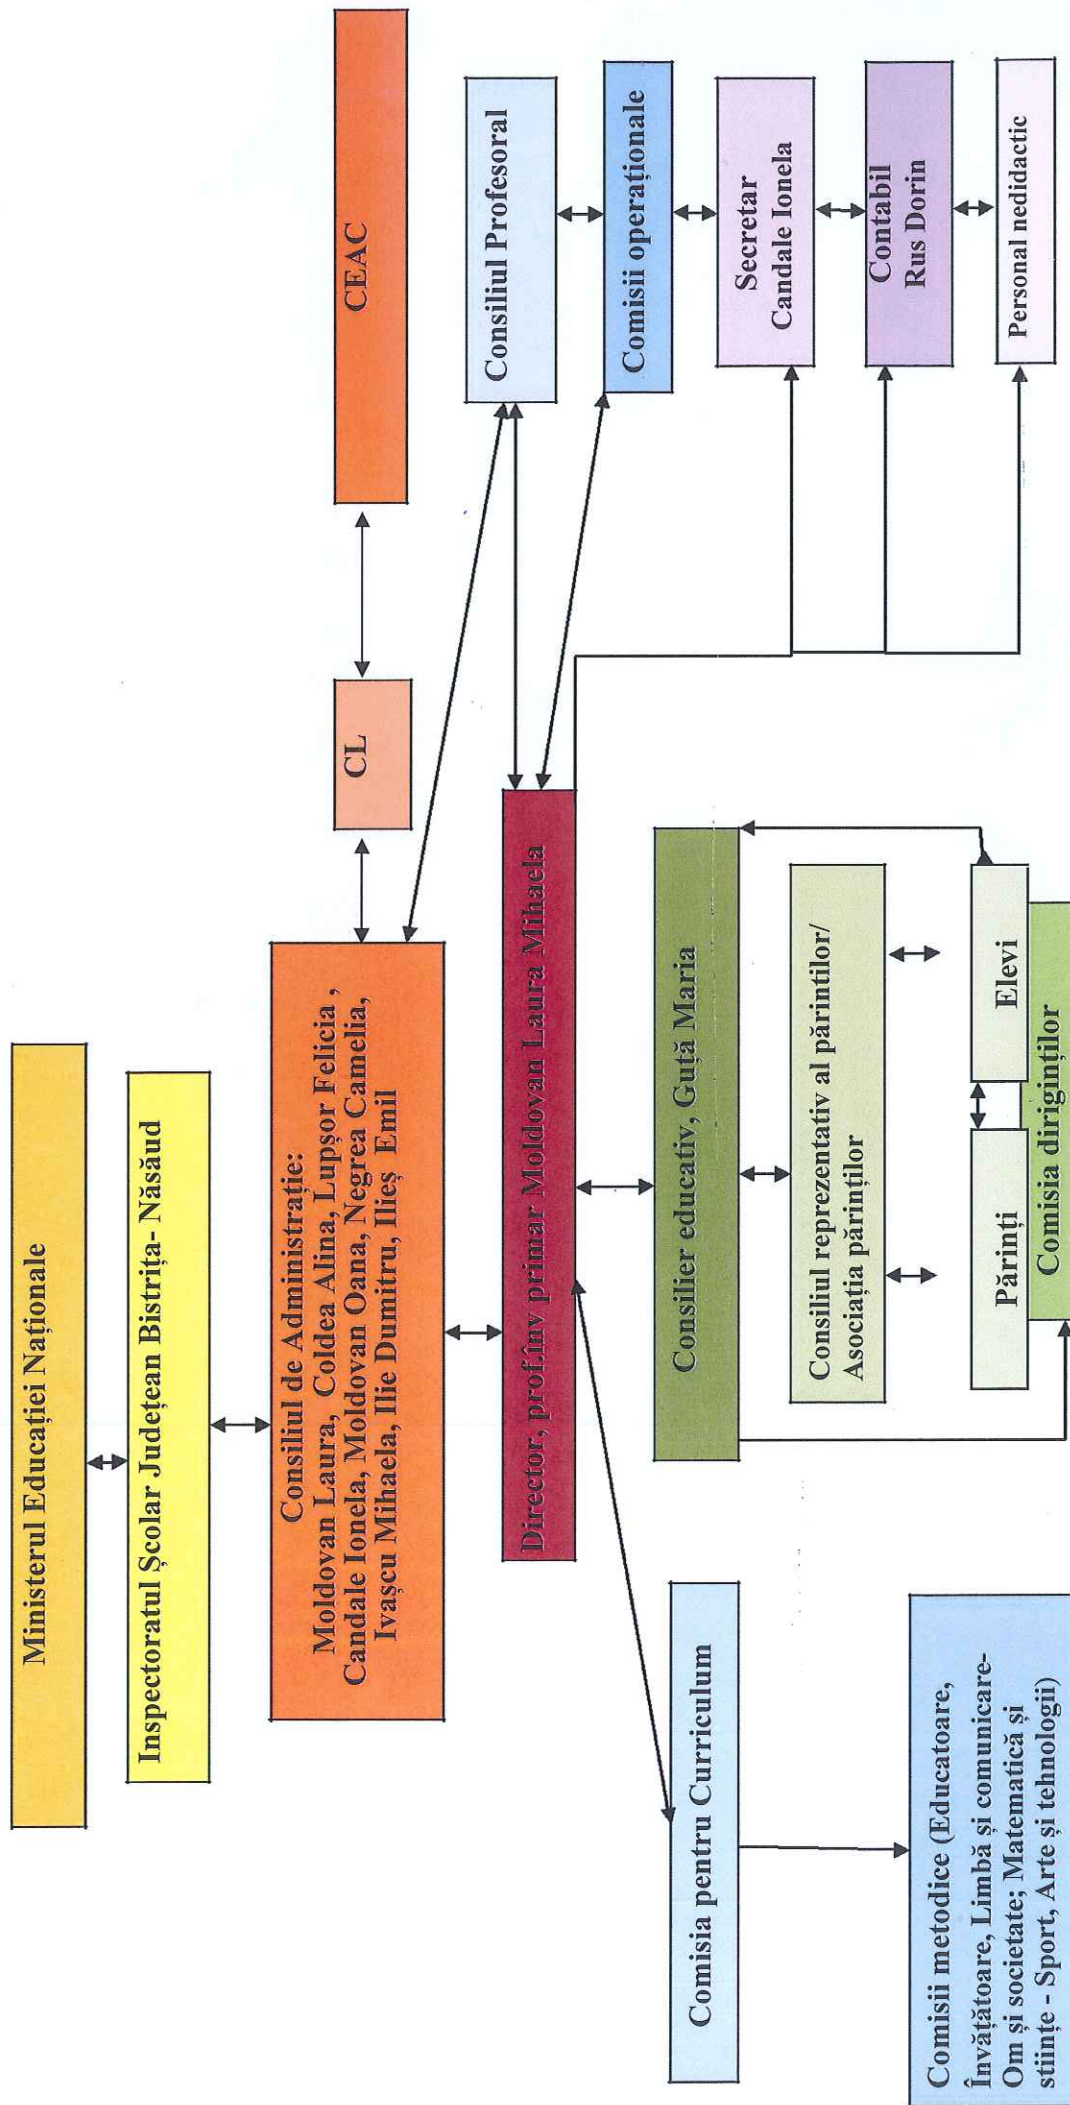 Ministerul Educației Naționale
Inspectoratul Școlar Județean Bistrița- Năsăud
Consiliul de Administrație:
Moldovan Laura, Coldea Alina, Lupșor Felicia ,
Candale Ionela, Moldovan Oana, Negrea Camelia,
Ivașcu Mihaela, Ilie Dumitru, Ilieș Emil
CL
CEAC
Director, prof.înv primar Moldovan Laura Mihaela
Consiliul Profesoral
Comisii operaționale
Secretar
Candale Ionela
Contabil
Rus Dorin
Personal nedidactic
Consilier educativ, Guță Maria
Consiliul reprezentativ al părintilor/
Asociația părinților
Părinți
Elevi
Comisia diriginților
Comisia pentru Curriculum
Comisii metodice (Educatoare,
Învățătoare, Limbă și comunicare-
Om și societate; Matematică și
stiințe - Sport, Arte și tehnologii)